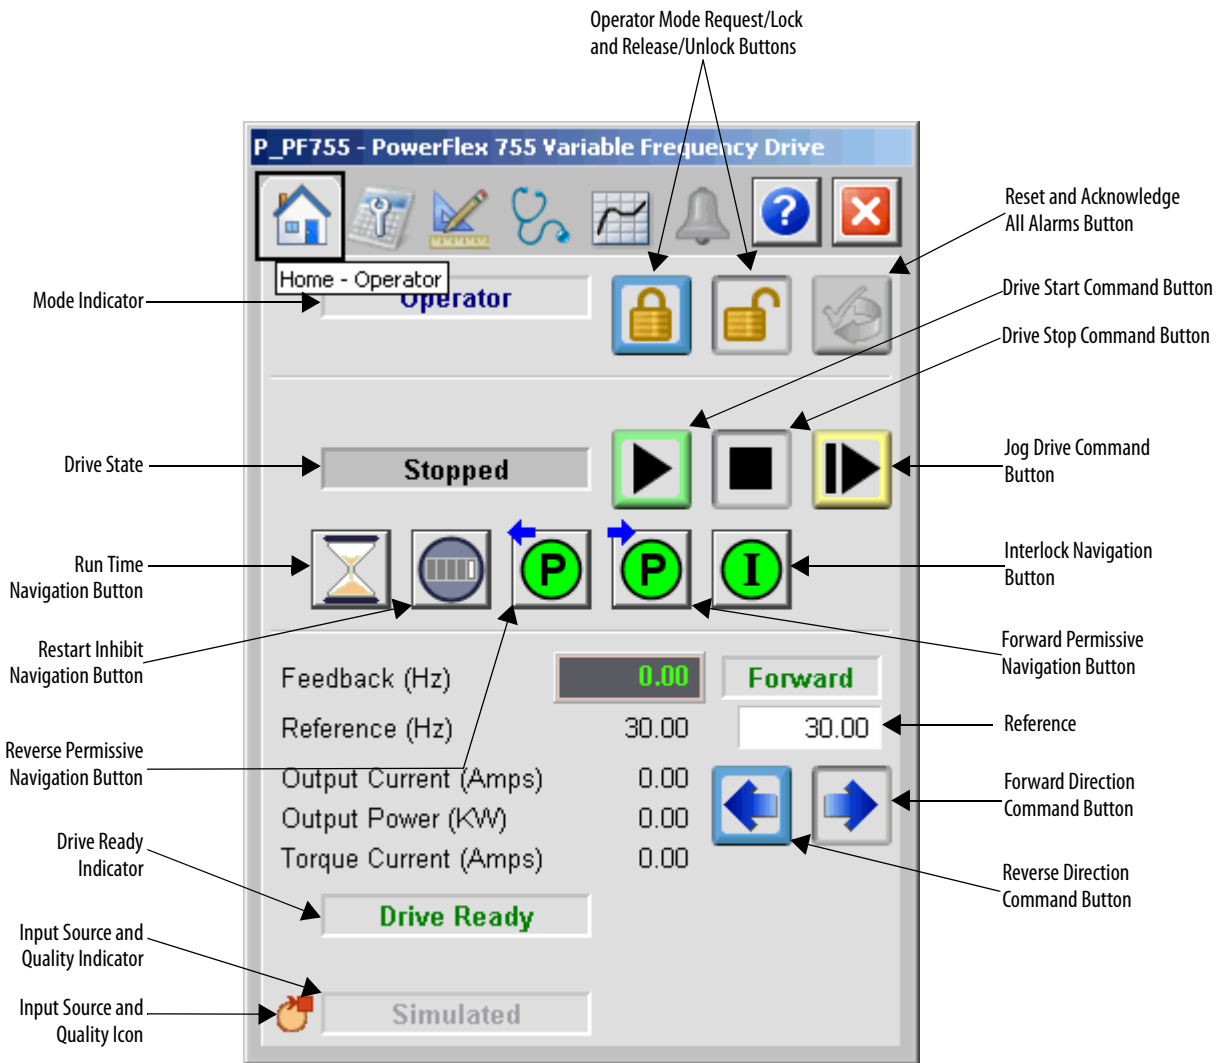 Operator Mode Request/Lock
and Release/Unlock Buttons
P_PF755 - PowerFlex 755 Variable Frequency Drive
Reset and Acknowledge
All Alarms Button
Home - Operator
Mode Indicator
Operator
Drive Start Command Button
Drive Stop Command Button
Drive State
Stopped
Jog Drive Command
Button
Run Time
Navigation Button
P
P
I
Interlock Navigation
Button
Restart Inhibit
Navigation Button
Forward Permissive
Navigation Button
Feedback (Hz) 0.00 Forward
Reference (Hz) 30.00 30.00
Reference
Reverse Permissive
Navigation Button
Output Current (Amps) 0.00
Output Power (KW) 0.00
Torque Current (Amps) 0.00
Forward Direction
Command Button
Drive Ready
Indicator
Reverse Direction
Command Button
Drive Ready
Input Source and
Quality Indicator
Input Source and
Quality Icon
Simulated